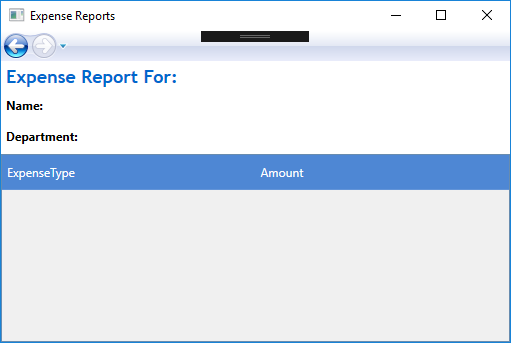 Expense Reports
Expense Report For:
Name:
Department:
ExpenseType Amount